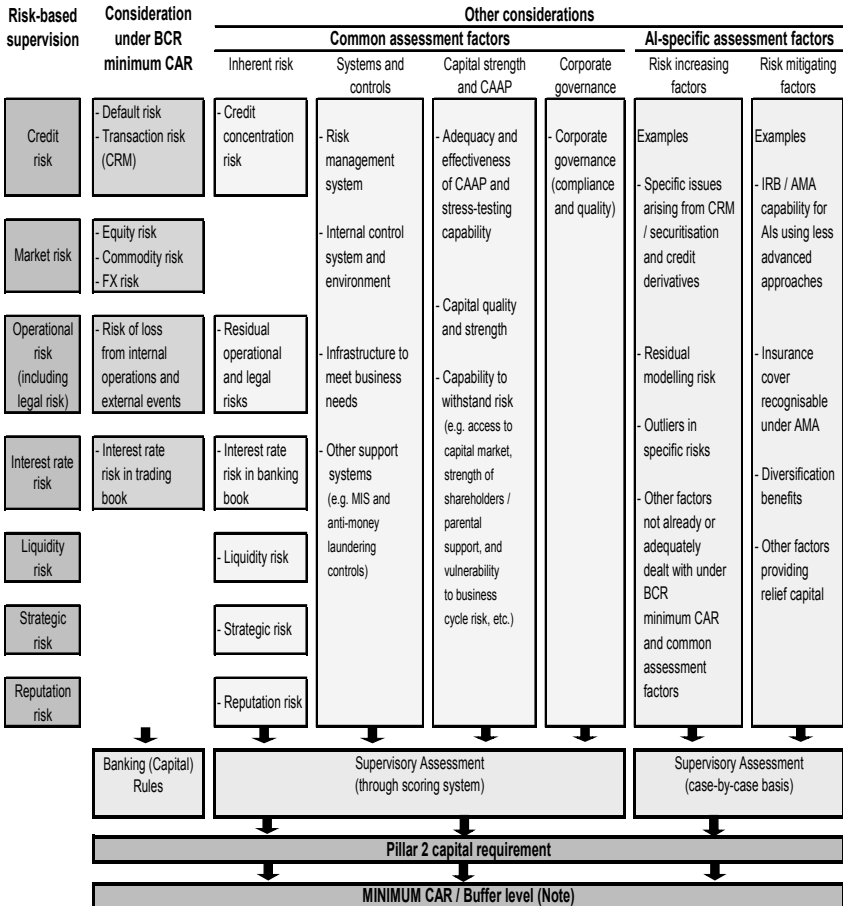 Risk-based
supervision
Consideration
under BCR
minimum CAR
Other considerations
Common assessment factors
AI-specific assessment factors
Inherent risk
Systems and
controls
Capital strength
and CAAP
Corporate
governance
Risk increasing
factors
Risk mitigating
factors
Credit
risk
- Default risk
- Transaction risk
(CRM)
- Credit
concentration
risk
Market risk
- Equity risk
- Commodity risk
- FX risk
Operational
risk
(including
legal risk)
- Risk of loss
from internal
operations and
external events
- Residual
operational
and legal
risks
Interest rate
risk
- Interest rate
risk in trading
book
- Interest rate
risk in banking
book
Liquidity
risk
- Liquidity risk
Strategic
risk
- Strategic risk
Reputation
risk
- Reputation risk
- Risk
management
system
- Internal control
system and
environment
- Infrastructure to
meet business
needs
- Other support
systems
(e.g. MIS and
anti-money
laundering
controls)
- Adequacy and
effectiveness
of CAAP and
stress-testing
capability
- Capital quality
and strength
- Capability to
withstand risk
(e.g. access to
capital market,
strength of
shareholders /
parental
support, and
vulnerability
to business
cycle risk, etc.)
- Corporate
governance
(compliance
and quality)
Examples
- Specific issues
arising from CRM
/ securitisation
and credit
derivatives
- Residual
modelling risk
- Outliers in
specific risks
- Other factors
not already or
adequately
dealt with under
BCR
minimum CAR
and common
assessment
factors
Examples
- IRB / AMA
capability for
AIs using less
advanced
approaches
- Insurance
cover
recognisable
under AMA
- Diversification
benefits
- Other factors
providing
relief capital
Banking (Capital)
Rules
Supervisory Assessment
(through scoring system)
Supervisory Assessment
(case-by-case basis)
Pillar 2 capital requirement
MINIMUM CAR / Buffer level (Note)